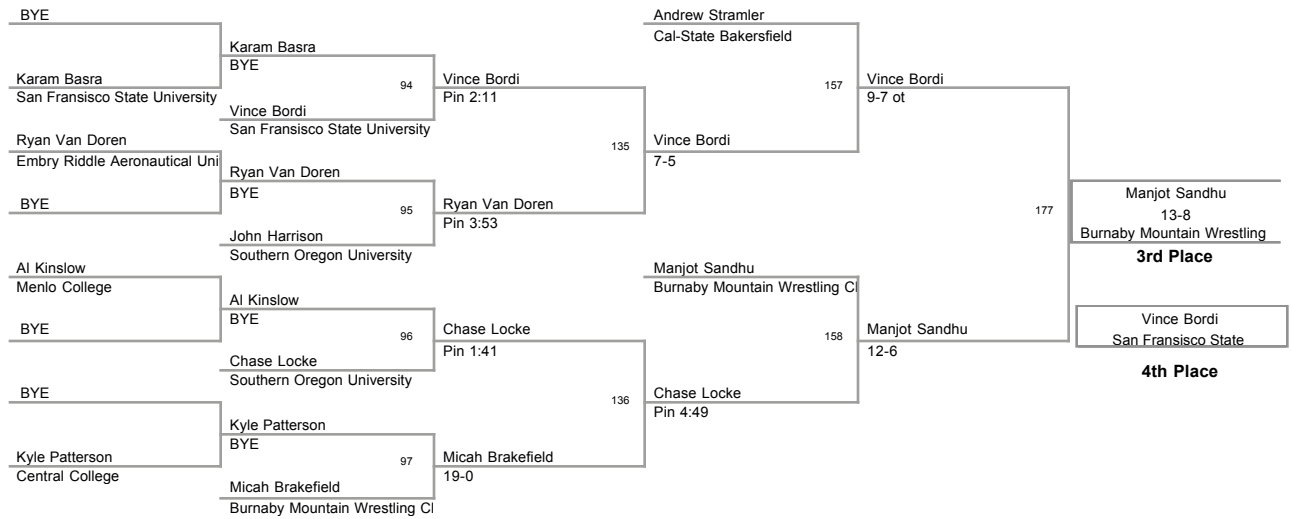 BYE
Karam Basra
San Fransisco State University
Ryan Van Doren
Embry Riddle Aeronautical Uni
BYE
Al Kinslow
Menlo College
BYE
BYE
Kyle Patterson
Central College
Karam Basra
BYE
94
Vince Bordi
San Fransisco State University
Ryan Van Doren
BYE
95
John Harrison
Southern Oregon University
Al Kinslow
BYE
96
Chase Locke
Southern Oregon University
Kyle Patterson
BYE
97
Micah Brakefield
Burnaby Mountain Wrestling Cl
Vince Bordi
Pin 2:11
135
Ryan Van Doren
Pin 3:53
Chase Locke
Pin 1:41
136
Micah Brakefield
19-0
Andrew Stramler
Cal-State Bakersfield
157
Vince Bordi
7-5
Manjot Sandhu
Burnaby Mountain Wrestling Cl
158
Chase Locke
Pin 4:49
Vince Bordi
9-7 ot
177
Manjot Sandhu
12-6
Manjot Sandhu
13-8
Burnaby Mountain Wrestling
3rd Place
Vince Bordi
San Fransisco State
4th Place